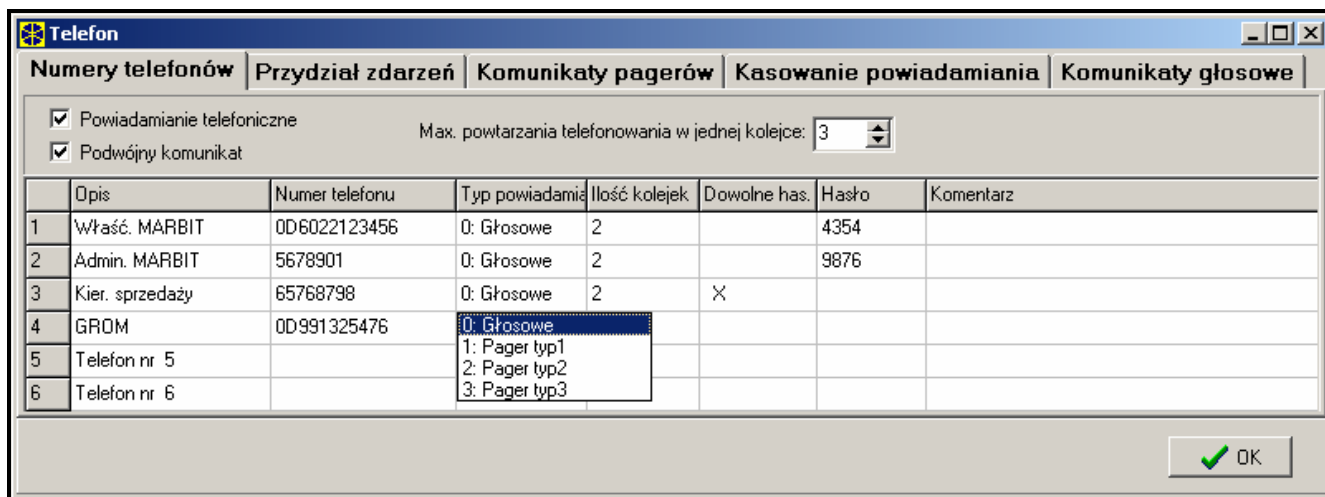 Telefon
Numery telefonów Przydział zdarzeń Komunikaty pagerów Kasowanie powiadamiania Komunikaty głosowe
Powiadamianie telefoniczne
Max. powtarzania telefonowania w jednej kolejce: 3
Podwójny komunikat
Opis Numer telefonu Typ powiadamia Ilość kolejek Dowolne has. Hasło Komentarz
1 Właść. MARBIT 0D6022123456 0: Głosowe 2 4354
2 Admin. MARBIT 5678901 0: Głosowe 2 9876
3 Kier. sprzedaży 65768798 0: Głosowe 2 X
4 GROM 0D991325476 0: Głosowe
1: Pager typ1
5 Telefon nr 5 2: Pager typ2
6 Telefon nr 6 3: Pager typ3
OK